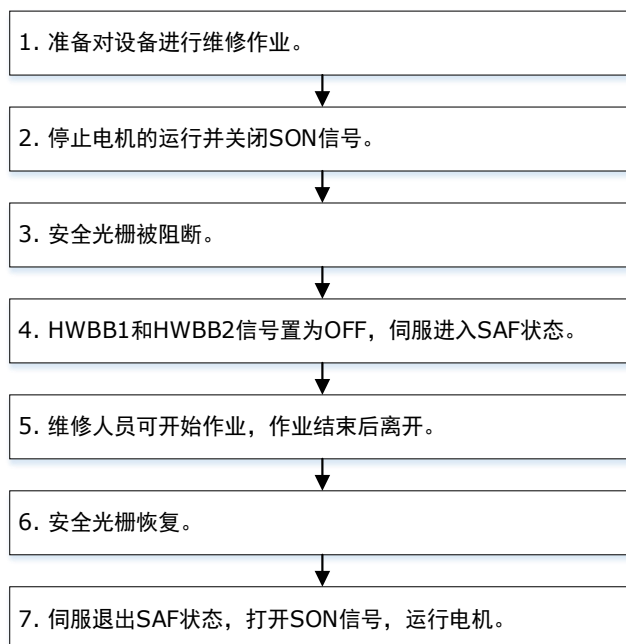 1. 准备对设备进行维修作业。
2. 停止电机的运行并关闭SON信号。
3. 安全光栅被阻断。
4. HWBB1和HWBB2信号置为OFF，伺服进入SAF状态。
5. 维修人员可开始作业，作业结束后离开。
6. 安全光栅恢复。
7. 伺服退出SAF状态，打开SON信号，运行电机。